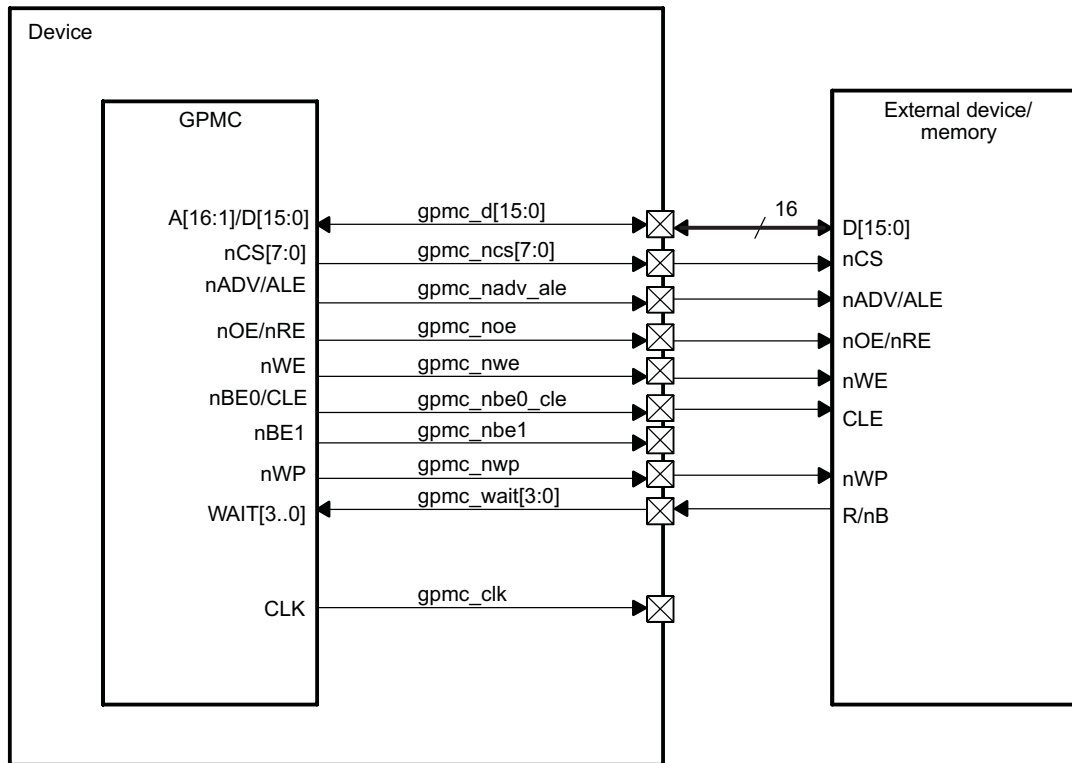 Device
GPMC
External device/
memory
A[16:1]/D[15:0]
gpmc_d[15:0]
16
D[15:0]
nCS[7:0]
gpmc_ncs[7:0]
nCS
nADV/ALE
gpmc_nadv_ale
nADV/ALE
nOE/nRE
gpmc_noe
nOE/nRE
nWE
gpmc_nwe
nWE
nBE0/CLE
gpmc_nbe0_cle
CLE
nBE1
gpmc_nbe1
nWP
gpmc_nwp
nWP
WAIT[3..0]
gpmc_wait[3:0]
R/nB
CLK
gpmc_clk